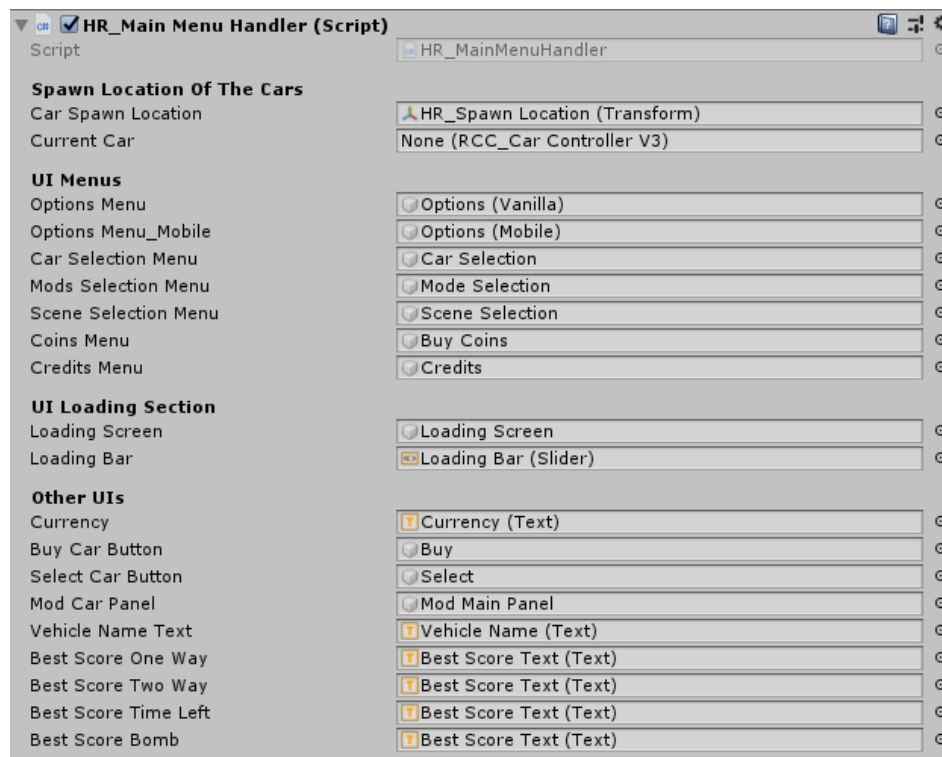 HR_Main Menu Handler (Script)
Script HR_MainMenuHandler
Spawn Location Of The Cars
Car Spawn Location HR_Spawn Location (Transform)
Current Car None (RCC_Car Controller V3)
UI Menus
Options Menu Options (Vanilla)
Options Menu_Mobile Options (Mobile)
Car Selection Menu Car Selection
Mods Selection Menu Mode Selection
Scene Selection Menu Scene Selection
Coins Menu Buy Coins
Credits Menu Credits
UI Loading Section
Loading Screen Loading Screen
Loading Bar Loading Bar (Slider)
Other UIs
Currency Currency (Text)
Buy Car Button Buy
Select Car Button Select
Mod Car Panel Mod Main Panel
Vehicle Name Text Vehicle Name (Text)
Best Score One Way Best Score Text (Text)
Best Score Two Way Best Score Text (Text)
Best Score Time Left Best Score Text (Text)
Best Score Bomb Best Score Text (Text)